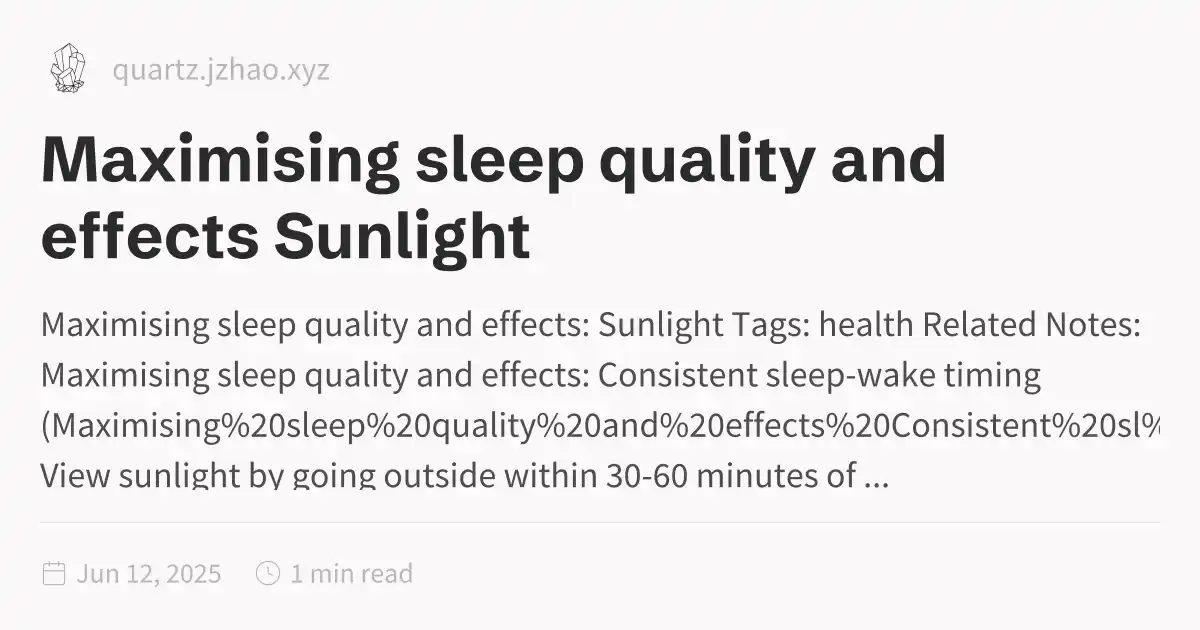 quartz.jzhao.xyz
Maximising sleep quality and
effects Sunlight
Maximising sleep quality and effects: Sunlight Tags: health Related Notes:
Maximising sleep quality and effects: Consistent sleep-wake timing
(Maximising%20sleep%20quality%20and%20effects%20Consistent%20sl%
View sunlight by going outside within 30-60 minutes of ...
Jun 12, 2025
1 min read